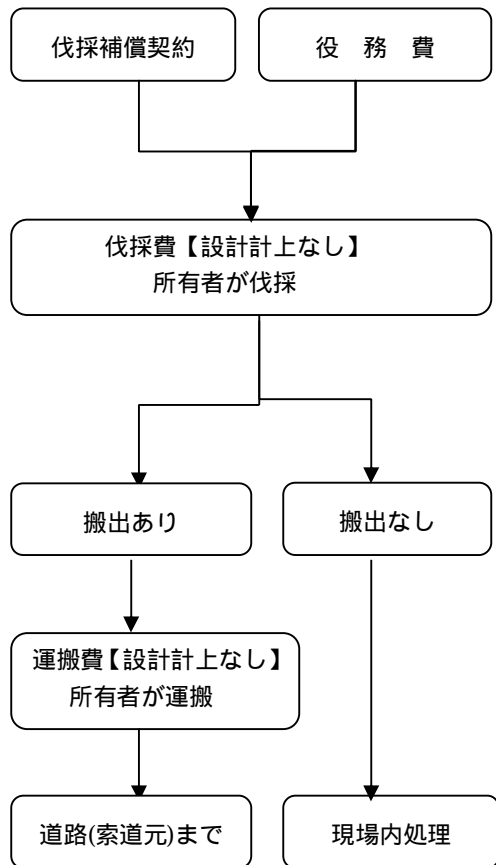 伐採補償契約
役　務　費
伐採費【設計計上なし】
所有者が伐採
搬出あり
搬出なし
運搬費【設計計上なし】
所有者が運搬
道路(索道元)まで
現場内処理